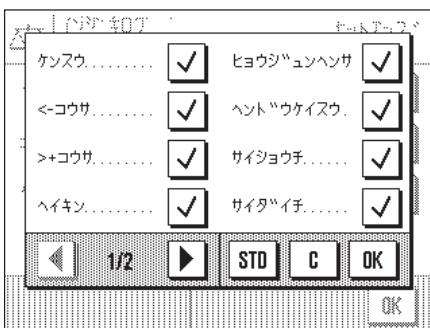 ケンスウ......... ヒョウジュンヘンサ
<-コウサ......... ヘンドウケイスウ.
>+コウサ......... サイショウチ......
ヘイキン......... サイダイチ......
1/2 STD C OK
OK